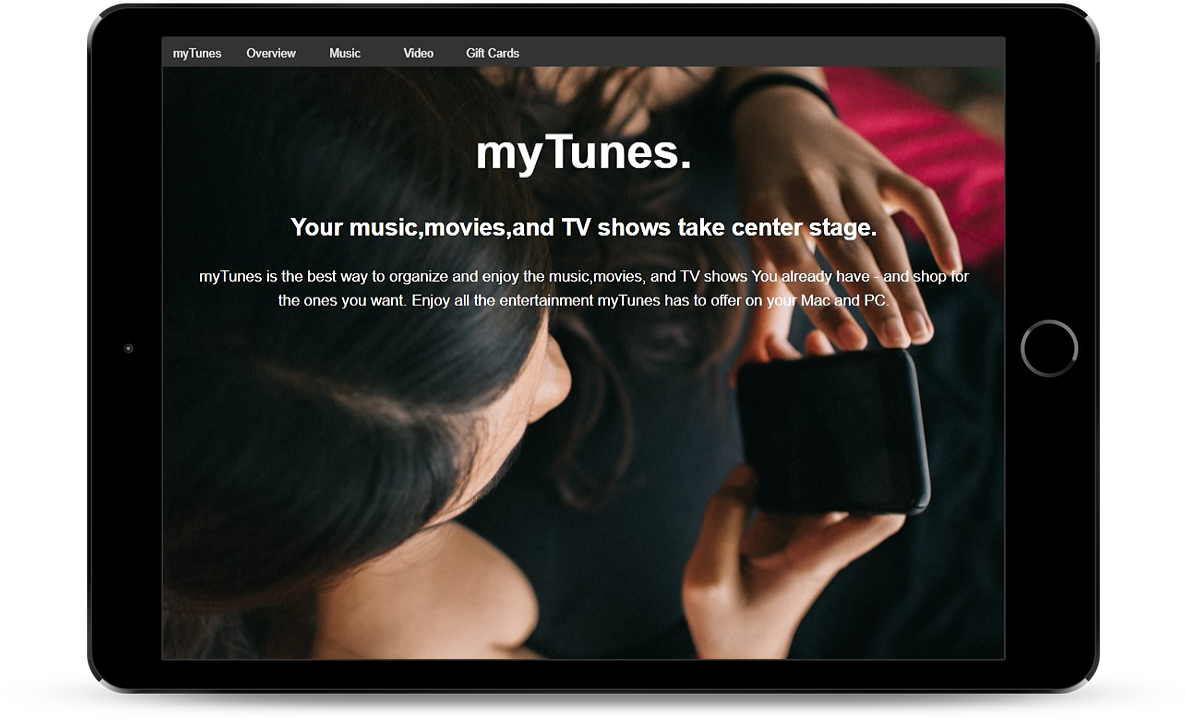 myTunes Overview Music Video Gift Cards
myTunes.
Your music,movies,and TV shows take center stage.
myTunes is the best way to organize and enjoy the music,movies, and TV shows You already have - and shop for
the ones you want. Enjoy all the entertainment myTunes has to offer on your Mac and PC.